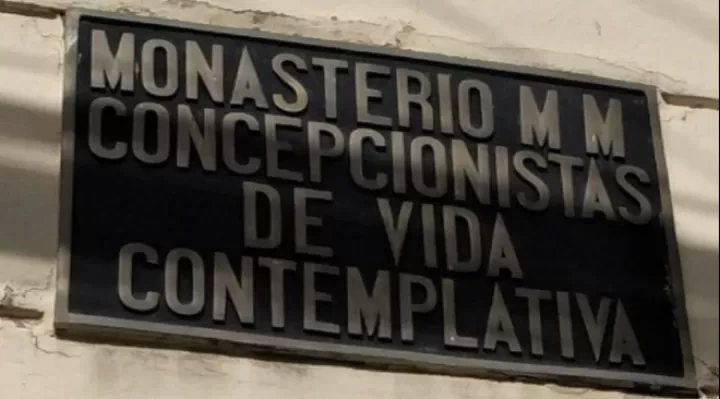 MONASTERIO M M
CONCEPCIONISTAS
DE VIDA
CONTEMPLATIVA